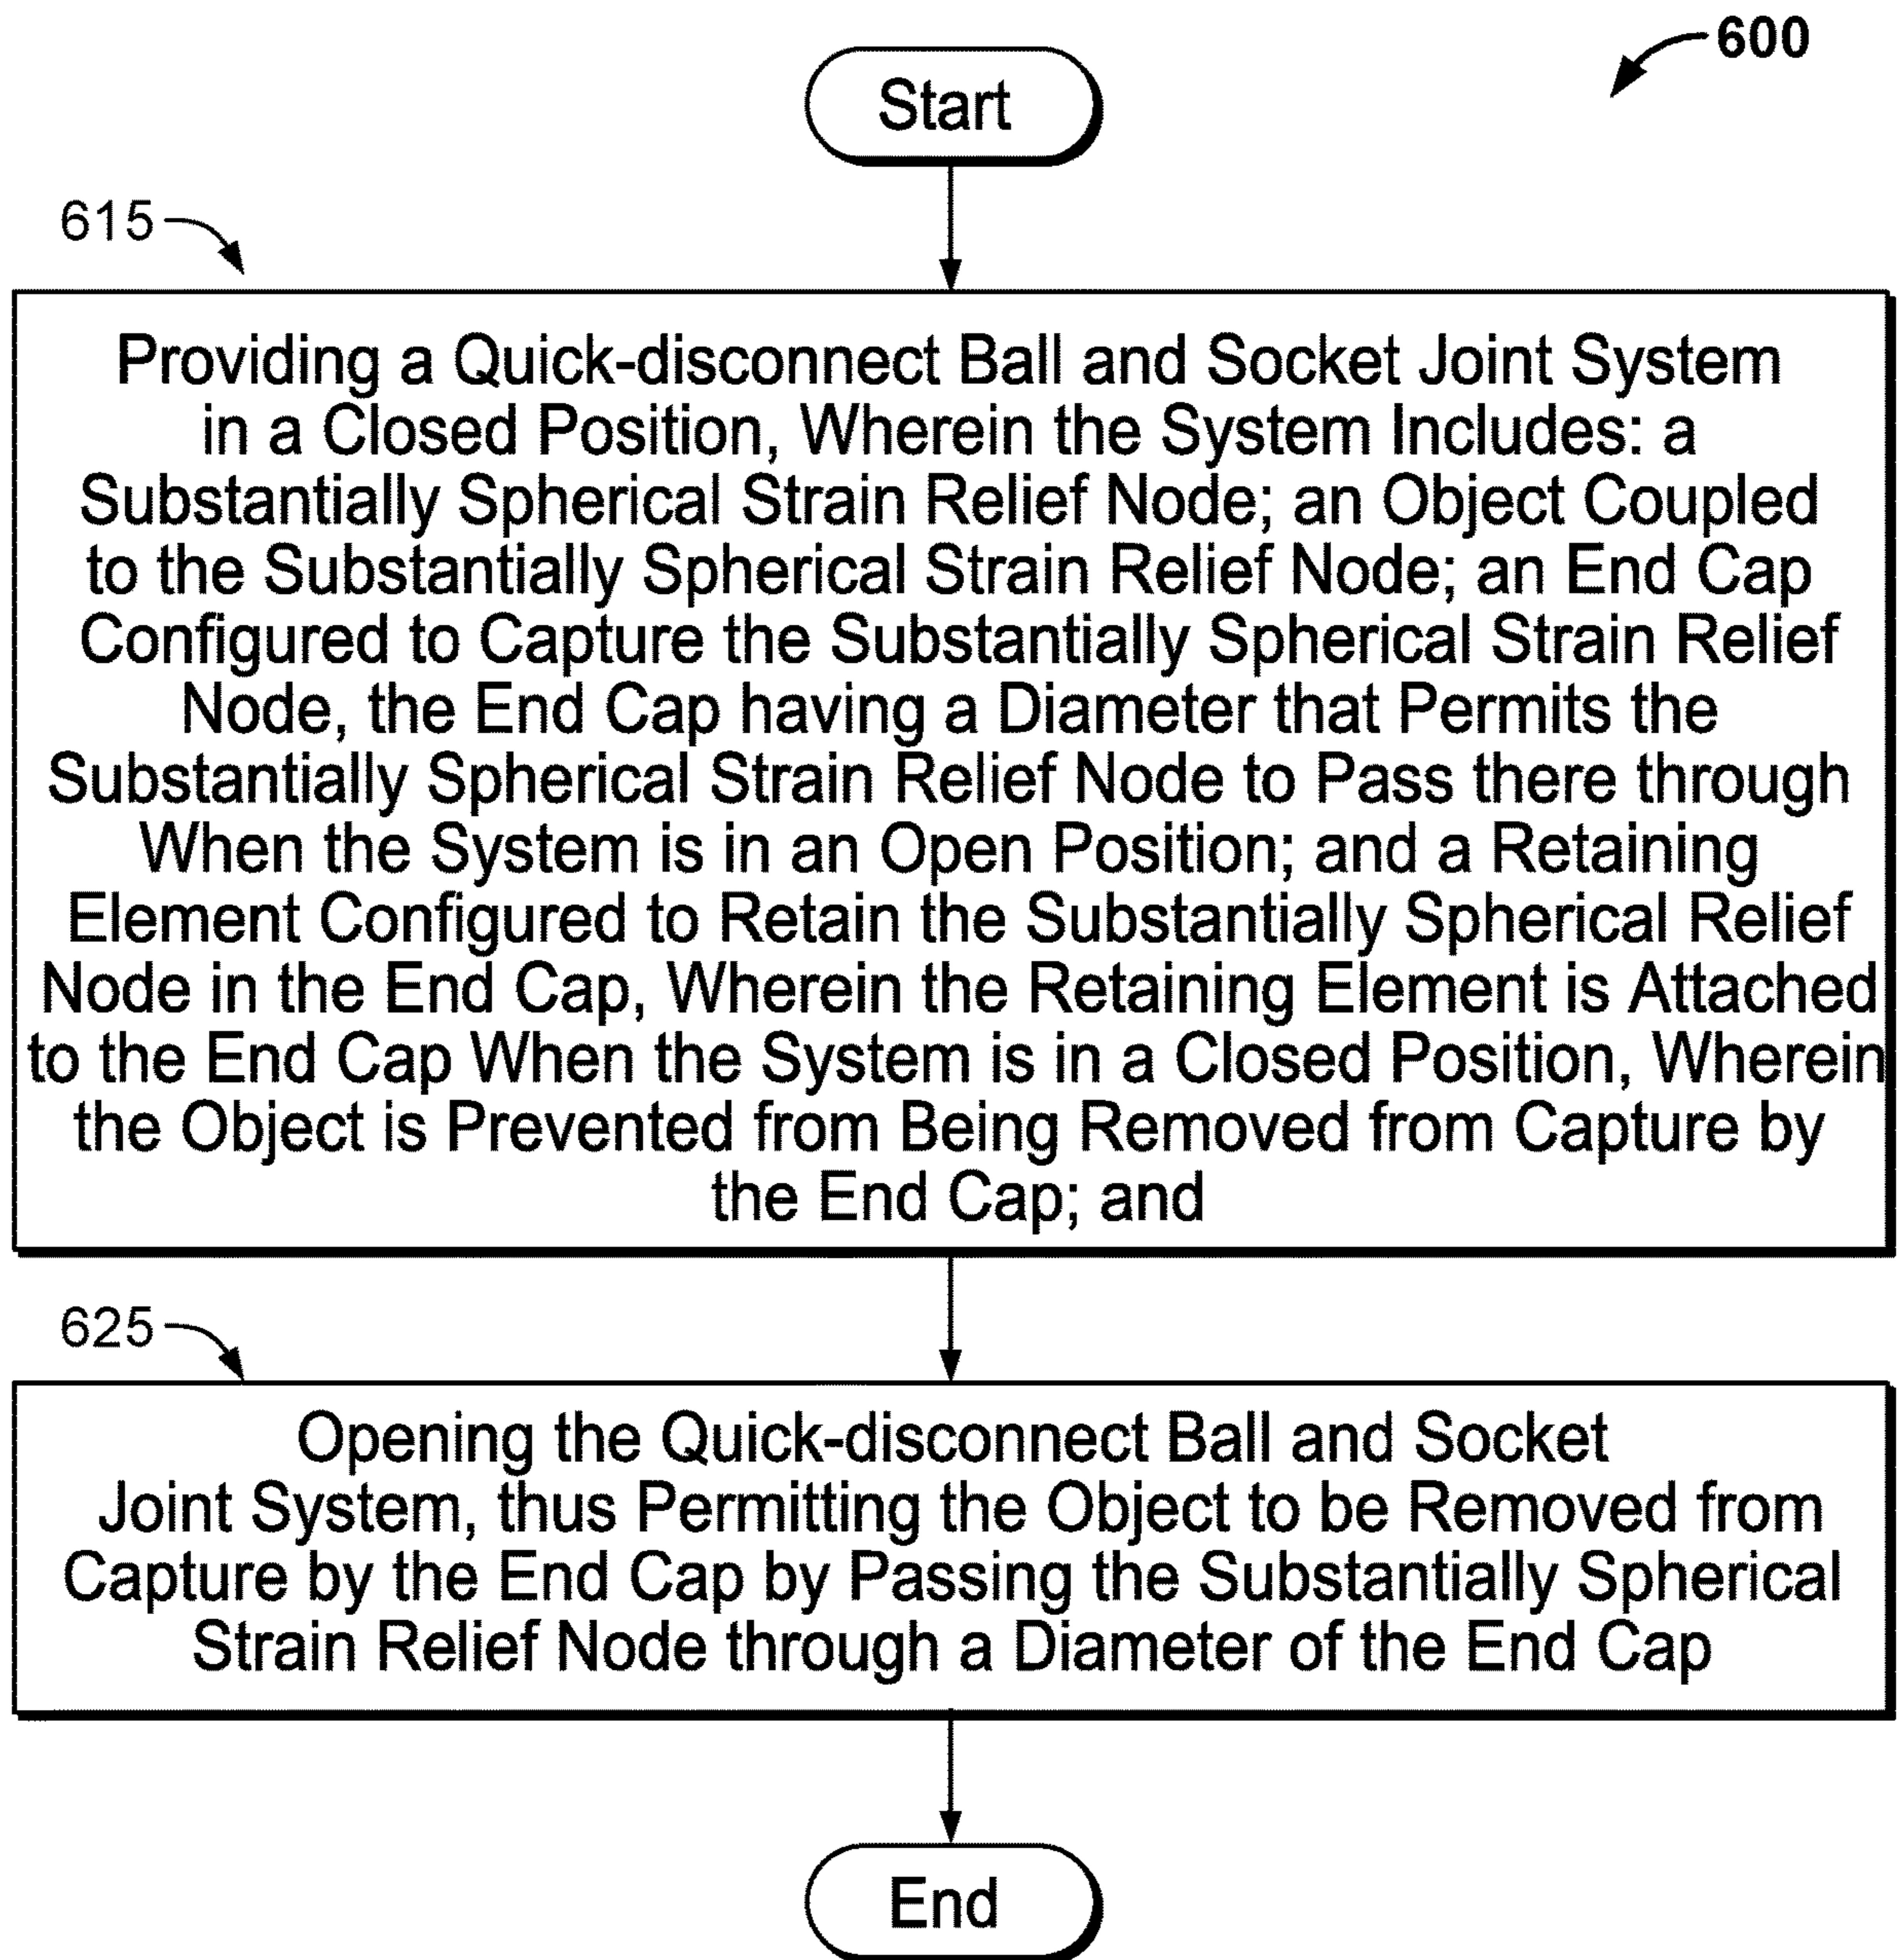 600
Start
615
Providing a Quick-disconnect Ball and Socket Joint System
in a Closed Position, Wherein the System Includes: a
Substantially Spherical Strain Relief Node; an Object Coupled
to the Substantially Spherical Strain Relief Node; an End Cap
Configured to Capture the Substantially Spherical Strain Relief
Node, the End Cap having a Diameter that Permits the
Substantially Spherical Strain Relief Node to Pass there through
When the System is in an Open Position; and a Retaining
Element Configured to Retain the Substantially Spherical Relief
Node in the End Cap, Wherein the Retaining Element is Attached
to the End Cap When the System is in a Closed Position, Wherein
the Object is Prevented from Being Removed from Capture by
the End Cap; and
625
Opening the Quick-disconnect Ball and Socket
Joint System, thus Permitting the Object to be Removed from
Capture by the End Cap by Passing the Substantially Spherical
Strain Relief Node through a Diameter of the End Cap
End